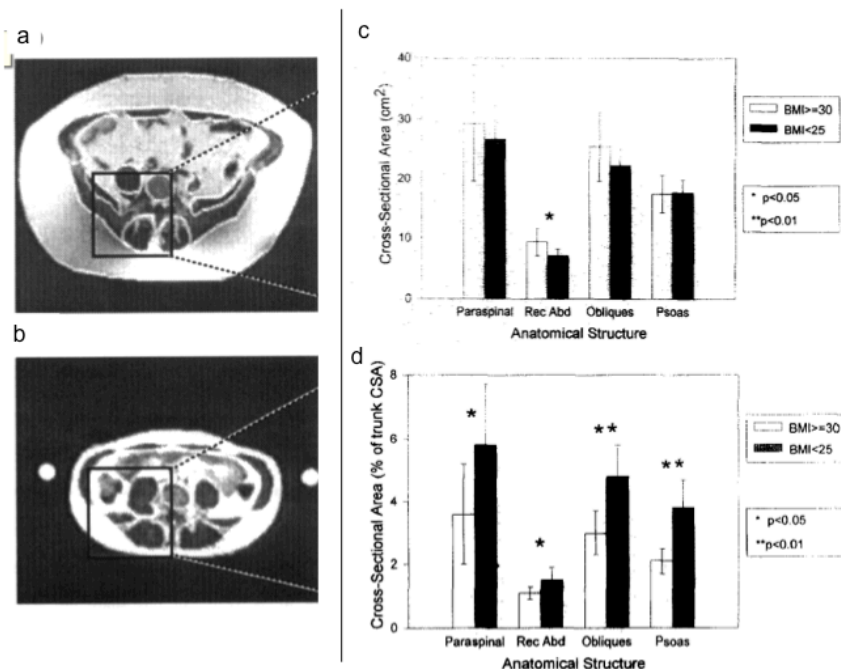 a
b
c
Cross-Sectional Area (cm²)
40
30
20
10
0
Paraspinal Rec Abd Obliques Psoas
Anatomical Structure
*
BMI>=30
BMI<25
* p<0.05
**p<0.01
d
Cross-Sectional Area (% of trunk CSA)
8
6
4
2
0
* * ** **
Paraspinal Rec Abd Obliques Psoas
Anatomical Structure
BMI>=30
BMI<25
* p<0.05
**p<0.01